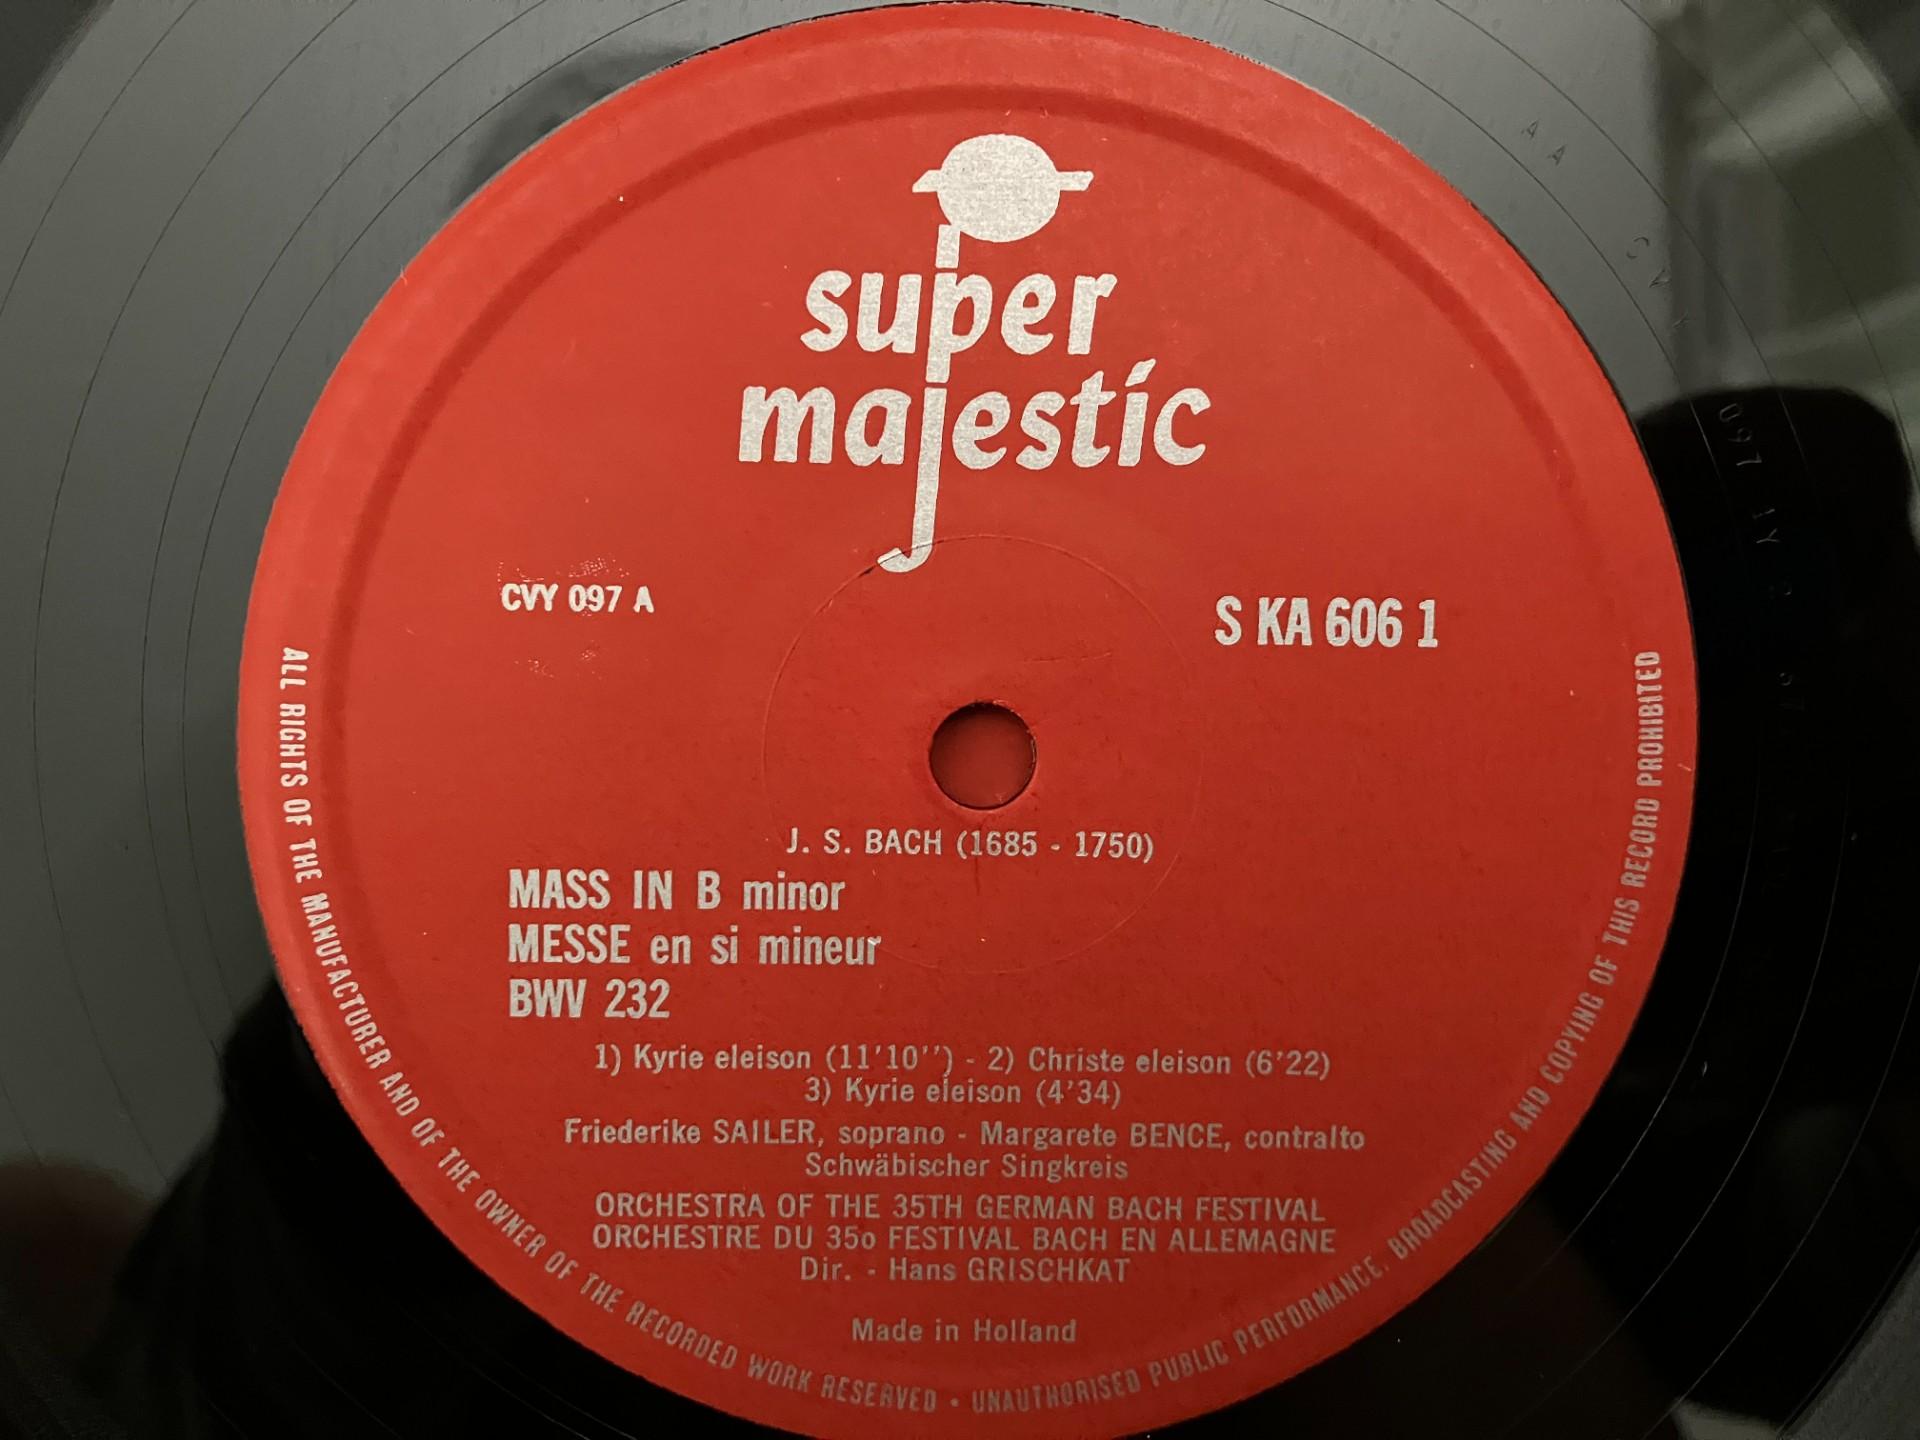 super
majestic
CVY 097 A
S KA 606 1
J. S. BACH (1685 - 1750)
MASS IN B minor
MESSE en si mineur
BWV 232
1) Kyrie eleison (11'10'') - 2) Christe eleison (6'22)
3) Kyrie eleison (4'34)
Friederike SAILER, soprano - Margarete BENCE, contralto
Schwäbischer Singkreis
ORCHESTRA OF THE 35TH GERMAN BACH FESTIVAL
ORCHESTRE DU 35o FESTIVAL BACH EN ALLEMAGNE
Dir. - Hans GRISCHKAT
Made in Holland
ALL RIGHTS OF THE MANUFACTURER AND OF THE OWNER OF THE RECORDED WORK RESERVED • UNAUTHORISED PUBLIC PERFORMANCE, BROADCASTING AND COPYING OF THIS RECORD PROHIBITED
AA
097 1Y